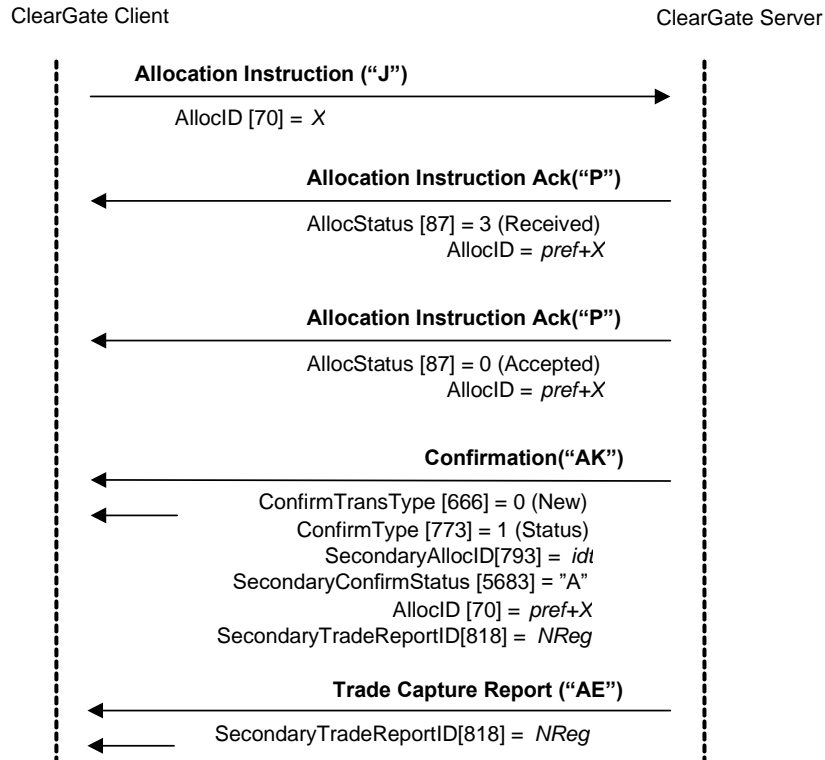 ClearGate Client
ClearGate Server
Allocation Instruction (“J”)
AllocID [70] = X
Allocation Instruction Ack(“P”)
AllocStatus [87] = 3 (Received)
AllocID = pref+X
Allocation Instruction Ack(“P”)
AllocStatus [87] = 0 (Accepted)
AllocID = pref+X
Confirmation(“AK”)
ConfirmTransType [666] = 0 (New)
ConfirmType [773] = 1 (Status)
SecondaryAllocID[793] = idt
SecondaryConfirmStatus [5683] = ”A”
AllocID [70] = pref+X
SecondaryTradeReportID[818] = NReg
Trade Capture Report (“AE”)
SecondaryTradeReportID[818] = NReg